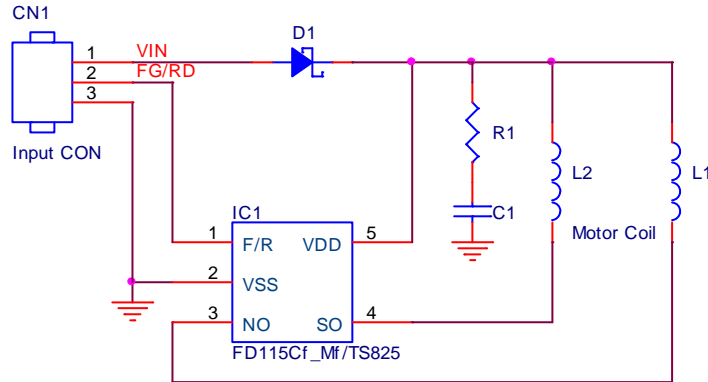 CN1
D1
1 VIN
2 FG/RD
3
R1
L2
L1
Input CON
C1
IC1
Motor Coil
1 F/R VDD 5
2 VSS
3 NO SO 4
FD115Cf_Mf/TS825